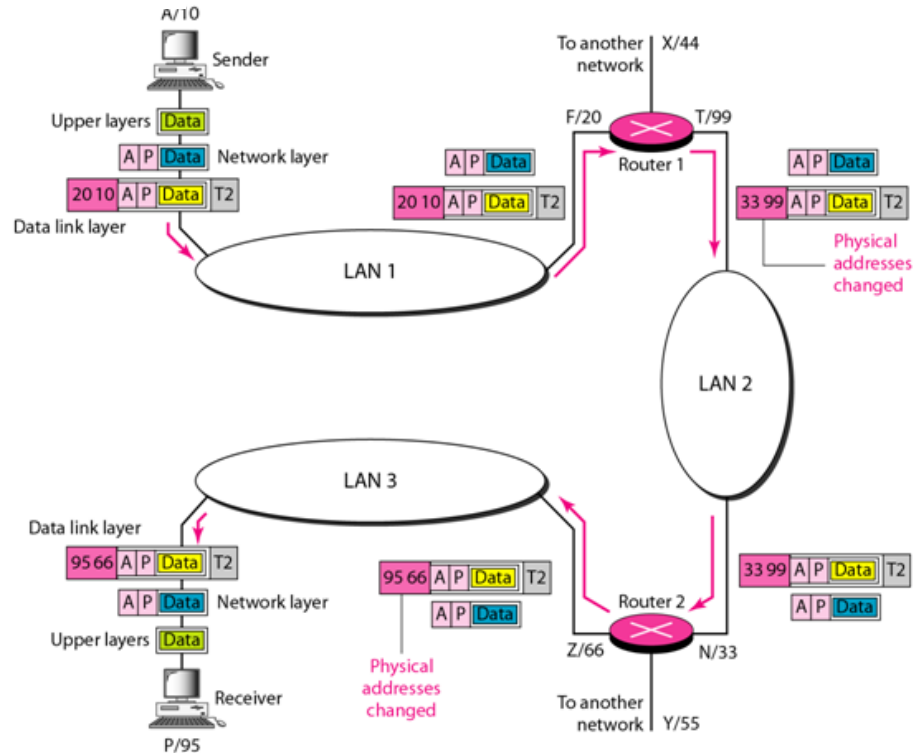 A/10
Sender
Upper layers Data
A P Data Network layer
20 10 A P Data T2
Data link layer
LAN 1
To another
network
X/44
F/20
T/99
Router 1
A P Data
20 10 A P Data T2
A P Data
33 99 A P Data T2
Physical
addresses
changed
LAN 2
33 99 A P Data T2
A P Data
Router 2
N/33
Z/66
To another
network
Y/55
95 66 A P Data T2
A P Data
Physical
addresses
changed
LAN 3
Data link layer
95 66 A P Data T2
A P Data Network layer
Upper layers Data
Receiver
P/95